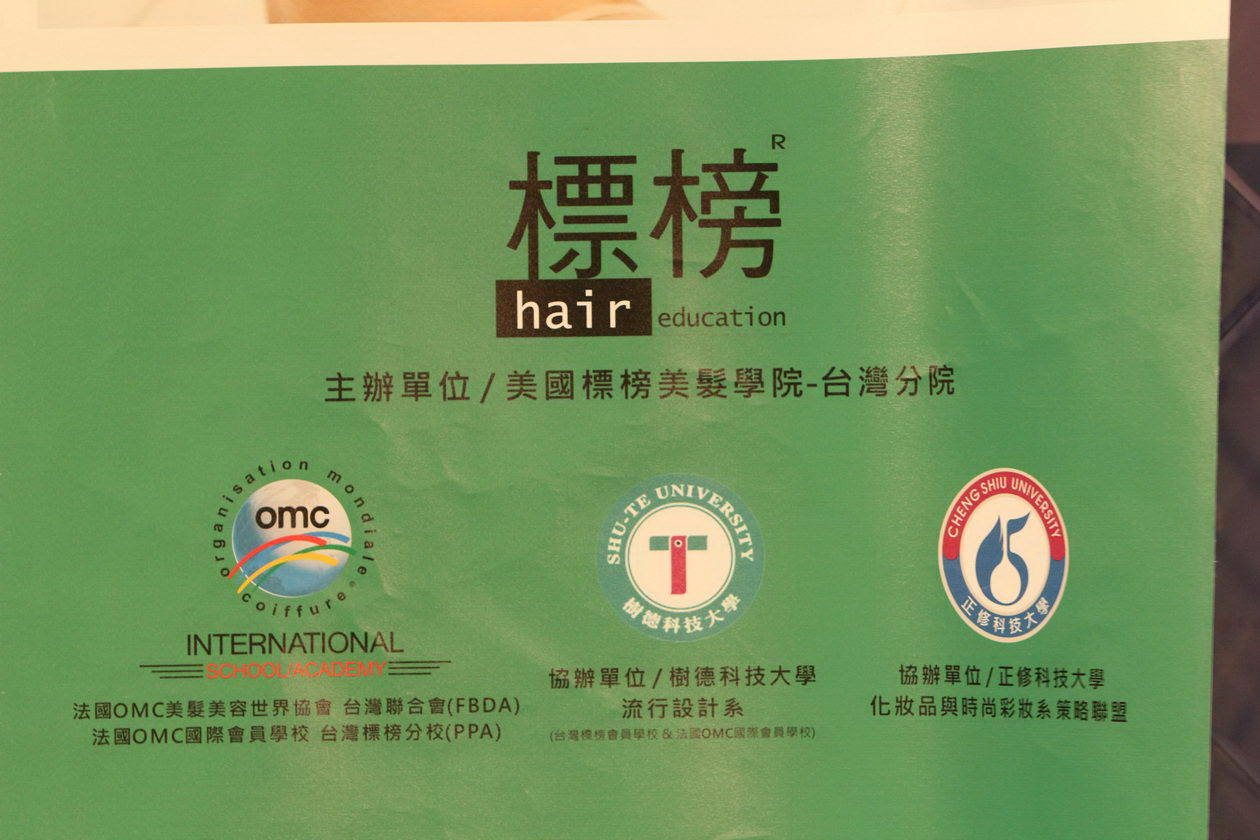 標榜R
hair education
主辦單位/美國標榜美髮學院-台灣分院
organisation mondiale coiffure®
omc
INTERNATIONAL
SCHOOL/ACADEMY
法國OMC美髮美容世界協會 台灣聯合會(FBDA)
法國OMC國際會員學校 台灣標榜分校(PPA)
SHU-TE UNIVERSITY
樹德科技大學
協辦單位/樹德科技大學
流行設計系
(台灣標榜會員學校 & 法國OMC國際會員學校)
CHENG SHIU UNIVERSITY
正修科技大學
協辦單位/正修科技大學
化妝品與時尚彩妝系 策略聯盟